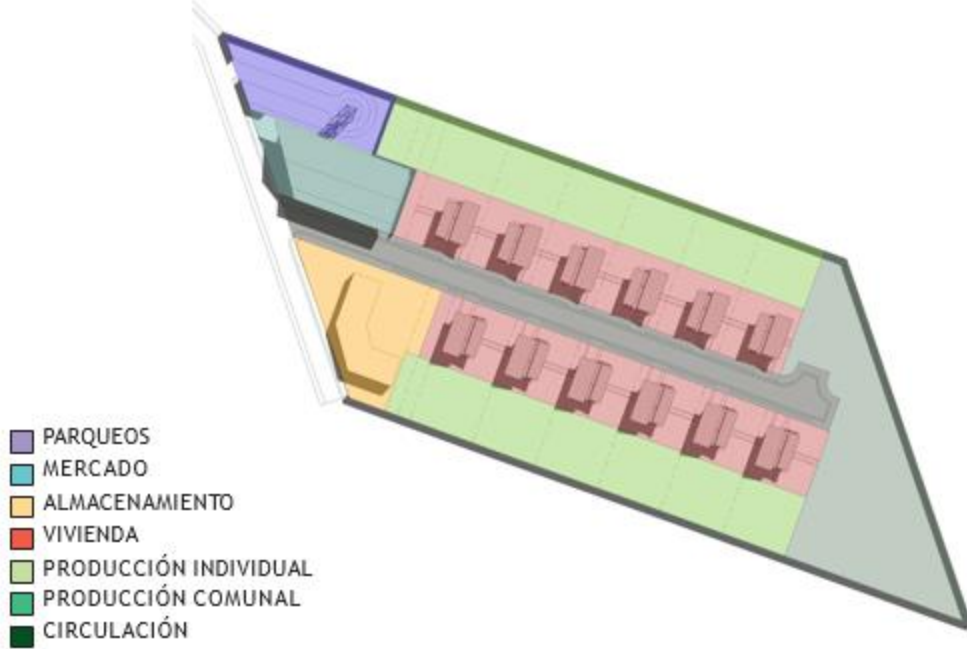 PARQUEOS
MERCADO
ALMACENAMIENTO
VIVIENDA
PRODUCCIÓN INDIVIDUAL
PRODUCCIÓN COMUNAL
CIRCULACIÓN